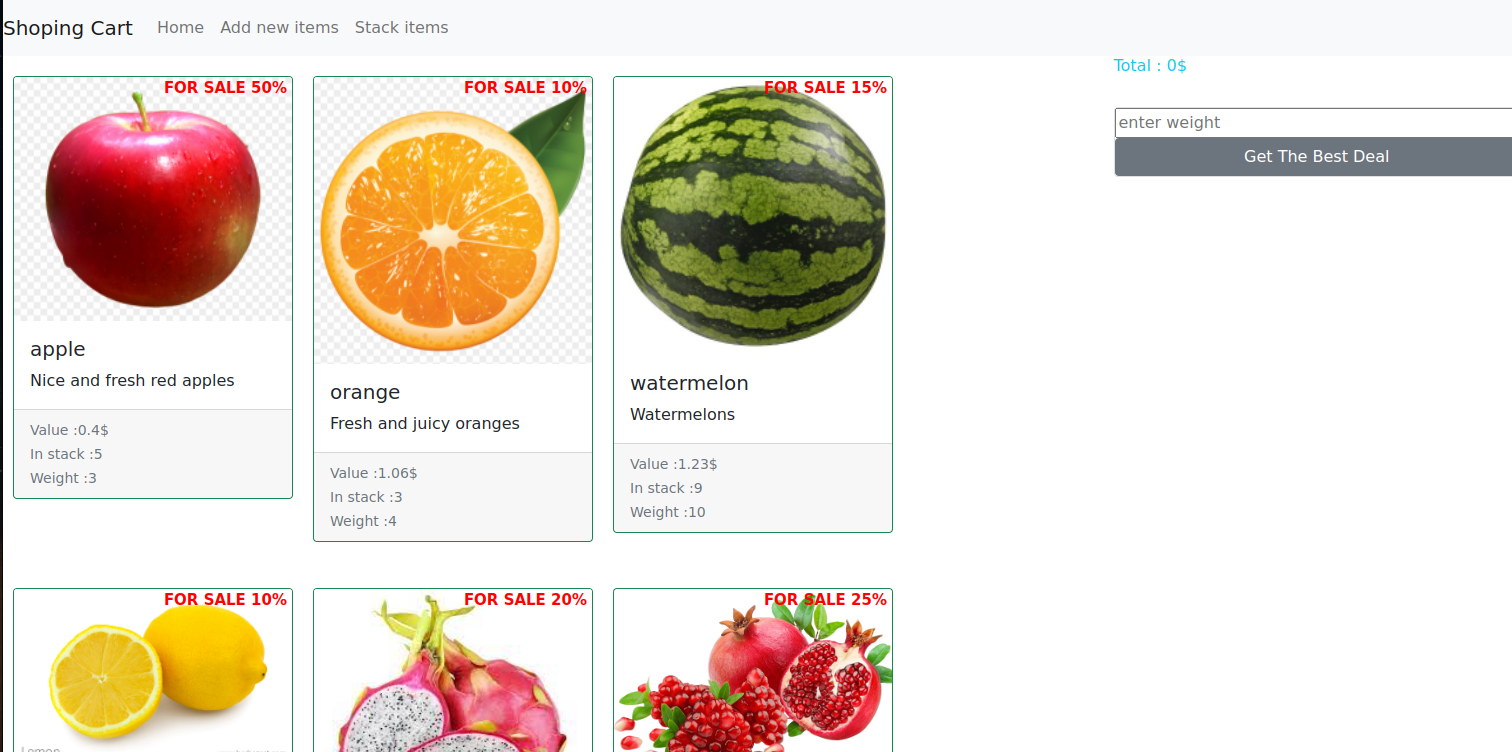 Shoping Cart Home Add new items Stack items
Total : 0$
enter weight
Get The Best Deal
FOR SALE 50%
apple
Nice and fresh red apples
Value :0.4$
In stack :5
Weight :3
FOR SALE 10%
orange
Fresh and juicy oranges
Value :1.06$
In stack :3
Weight :4
FOR SALE 15%
watermelon
Watermelons
Value :1.23$
In stack :9
Weight :10
FOR SALE 10%
Lemon
FOR SALE 20%
FOR SALE 25%